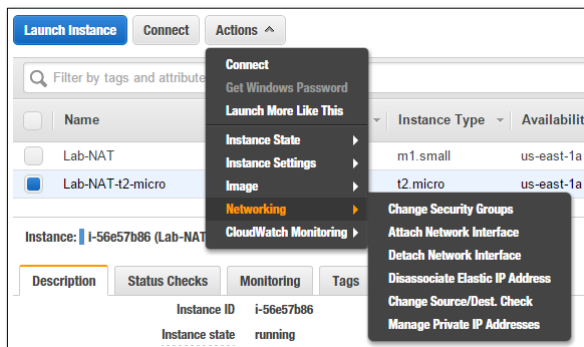 Launch Instance Connect Actions
Filter by tags and attribute
Connect
Get Windows Password
Launch More Like This
Instance State
Instance Settings
Image
Networking
CloudWatch Monitoring
Change Security Groups
Attach Network Interface
Detach Network Interface
Disassociate Elastic IP Address
Change Source/Dest. Check
Manage Private IP Addresses
Name Instance Type Availabili
Lab-NAT m1.small us-east-1a
Lab-NAT-t2-micro t2.micro us-east-1a
Instance: i-56e57b86 (Lab-NAT
Description Status Checks Monitoring Tags
Instance ID i-56e57b86
Instance state running